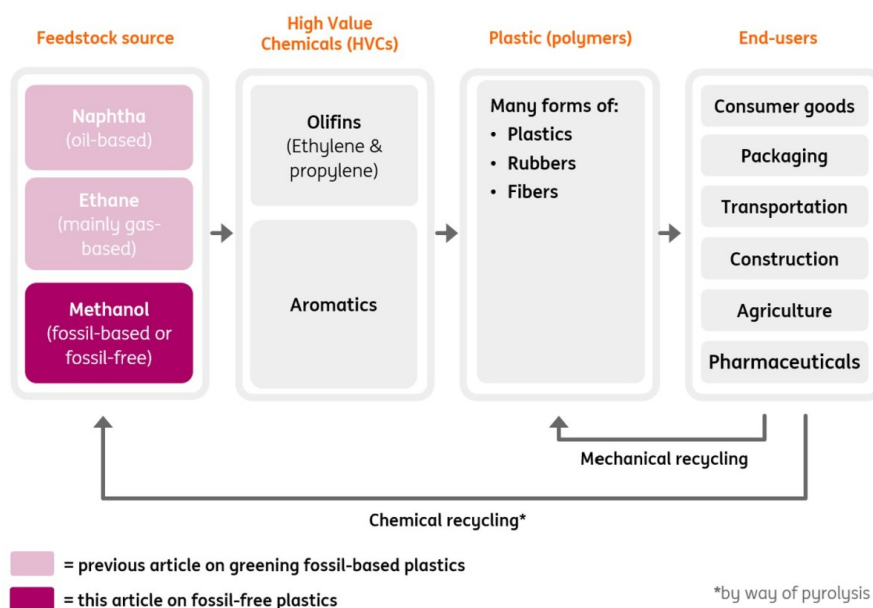 Feedstock source
High Value
Chemicals (HVCs)
Plastic (polymers)
End-users
Naphtha
(oil-based)
Ethane
(mainly gas-
based)
Methanol
(fossil-based or
fossil-free)
Olifins
(Ethylene &
propylene)
Aromatics
Many forms of:
• Plastics
• Rubbers
• Fibers
Consumer goods
Packaging
Transportation
Construction
Agriculture
Pharmaceuticals
Mechanical recycling
Chemical recycling*
= previous article on greening fossil-based plastics
= this article on fossil-free plastics
*by way of pyrolysis